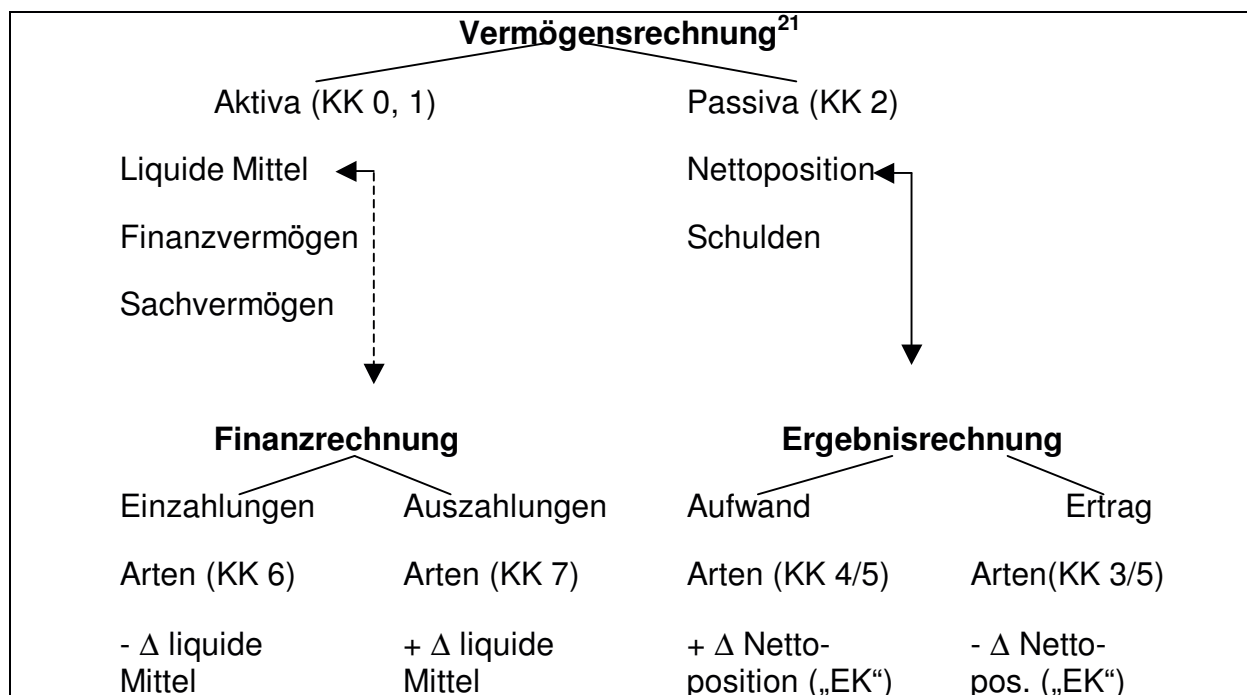 Vermögensrechnung21
Aktiva (KK 0, 1) Passiva (KK 2)
Liquide Mittel Nettoposition
Finanzvermögen Schulden
Sachvermögen
Finanzrechnung Ergebnisrechnung
Einzahlungen Auszahlungen Aufwand Ertrag
Arten (KK 6) Arten (KK 7) Arten (KK 4/5) Arten(KK 3/5)
- Δ liquide + Δ liquide + Δ Netto- - Δ Netto-
Mittel Mittel position („EK“) pos. („EK“)